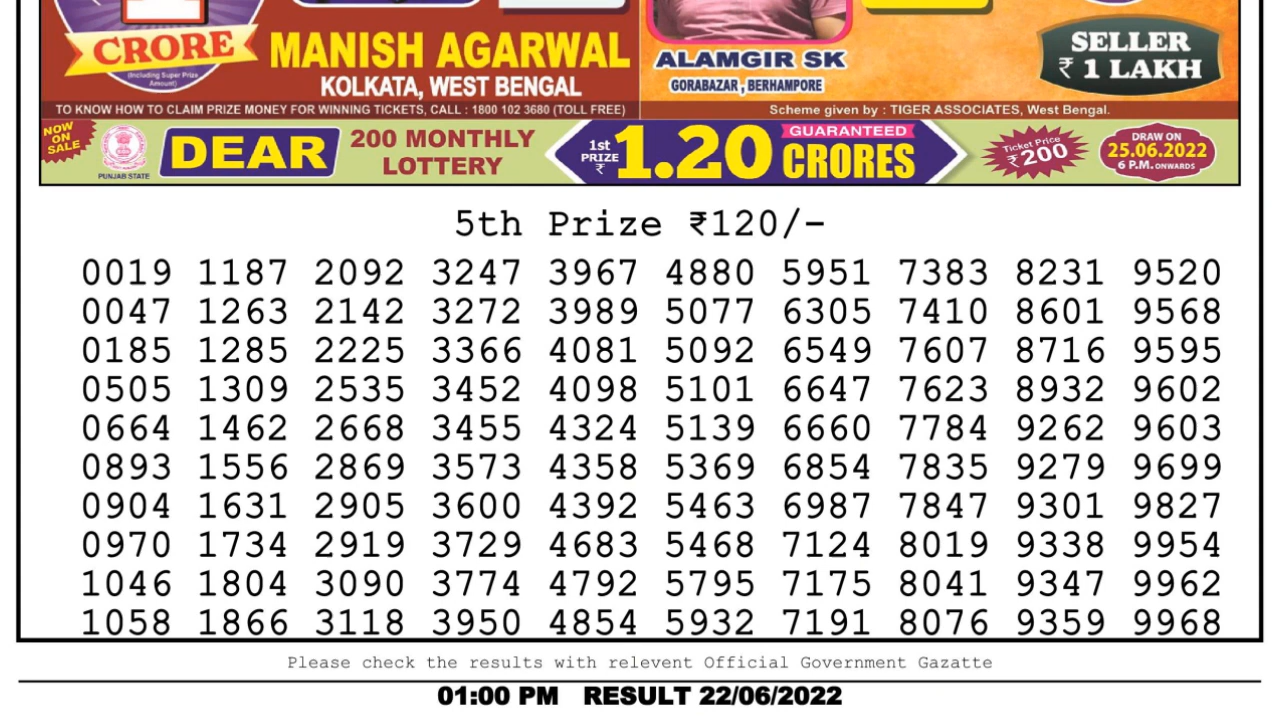 CRORE
(Including Super Prize
Amount)
MANISH AGARWAL
KOLKATA, WEST BENGAL
TO KNOW HOW TO CLAIM PRIZE MONEY FOR WINNING TICKETS, CALL : 1800 102 3680 (TOLL FREE)
ALAMGIR SK
GORABAZAR , BERHAMPORE
SELLER
₹ 1 LAKH
Scheme given by : TIGER ASSOCIATES, West Bengal.
NOW
ON
SALE
PUNJAB STATE
DEAR
200 MONTHLY
LOTTERY
1st
PRIZE
₹
1.20
GUARANTEED
CRORES
Ticket Price
₹200
DRAW ON
25.06.2022
6 P.M. ONWARDS
5th Prize ₹120/-
0019 1187 2092 3247 3967 4880 5951 7383 8231 9520
0047 1263 2142 3272 3989 5077 6305 7410 8601 9568
0185 1285 2225 3366 4081 5092 6549 7607 8716 9595
0505 1309 2535 3452 4098 5101 6647 7623 8932 9602
0664 1462 2668 3455 4324 5139 6660 7784 9262 9603
0893 1556 2869 3573 4358 5369 6854 7835 9279 9699
0904 1631 2905 3600 4392 5463 6987 7847 9301 9827
0970 1734 2919 3729 4683 5468 7124 8019 9338 9954
1046 1804 3090 3774 4792 5795 7175 8041 9347 9962
1058 1866 3118 3950 4854 5932 7191 8076 9359 9968
Please check the results with relevent Official Government Gazatte
01:00 PM RESULT 22/06/2022